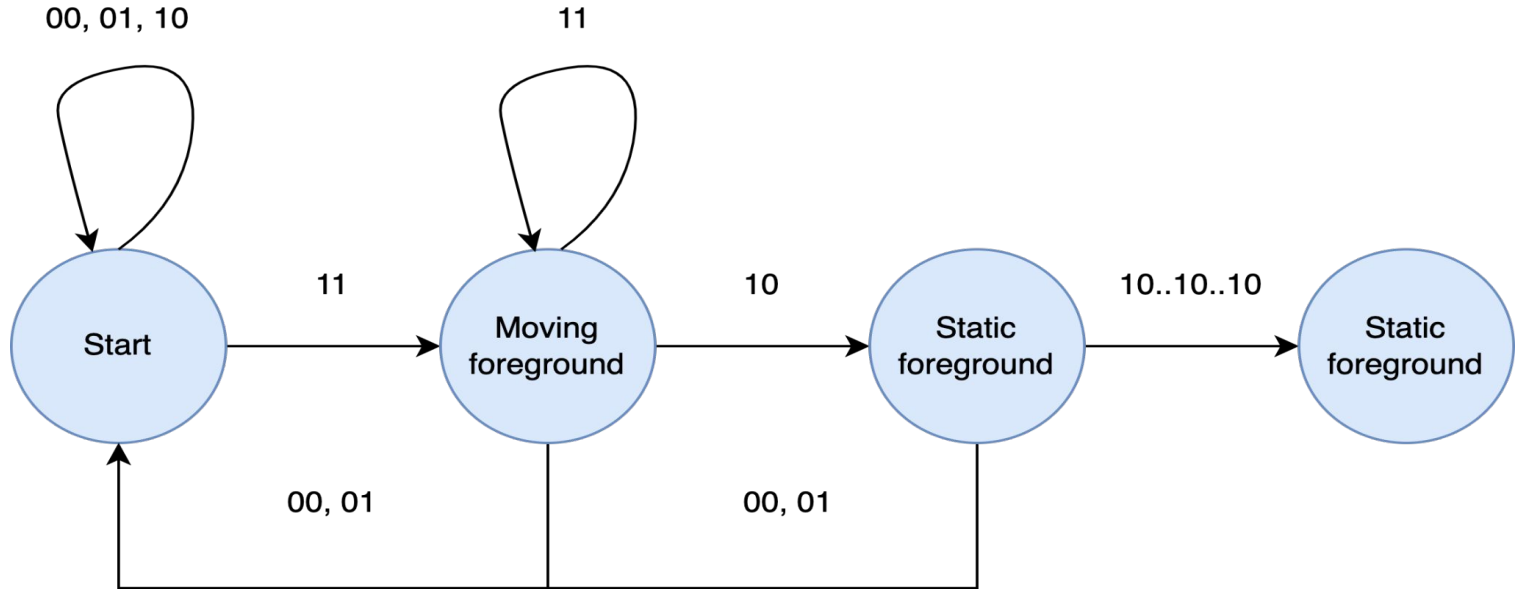 00, 01, 10
11
11
10
10..10..10
Start
Moving
foreground
Static
foreground
Static
foreground
00, 01
00, 01